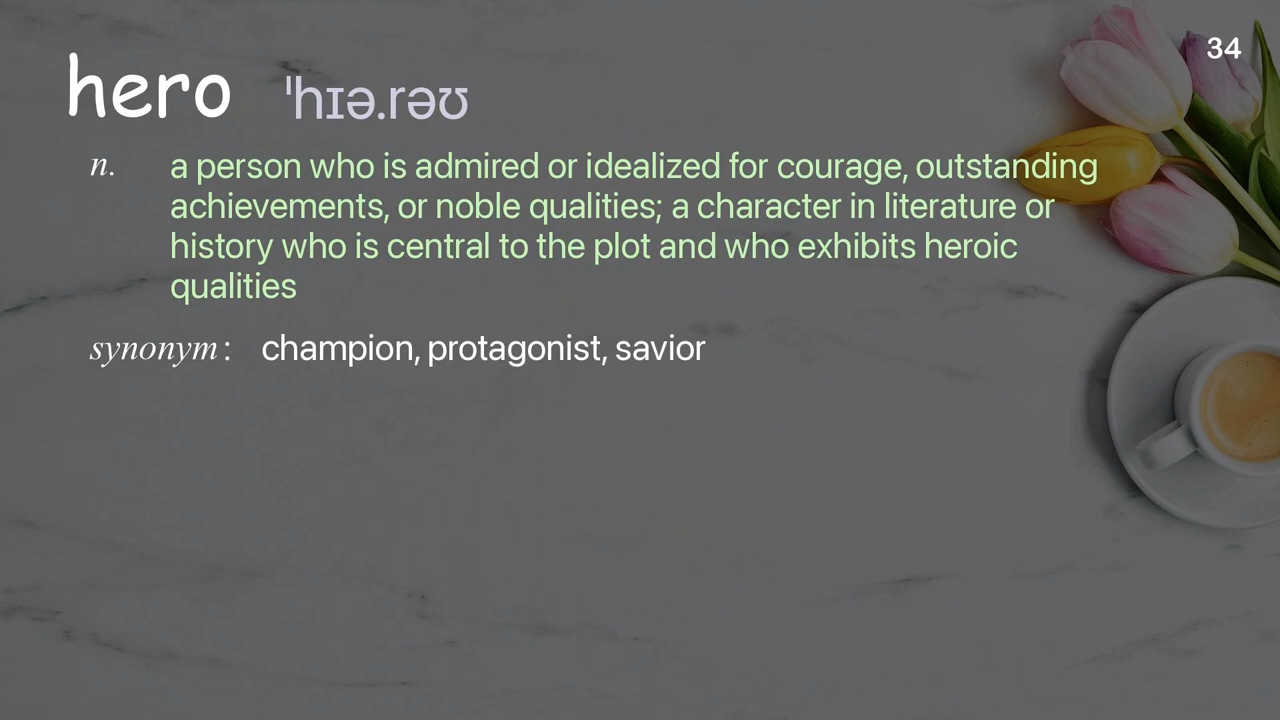 34
hero ˈhɪə.rəʊ
n. a person who is admired or idealized for courage, outstanding
achievements, or noble qualities; a character in literature or
history who is central to the plot and who exhibits heroic
qualities
synonym: champion, protagonist, savior